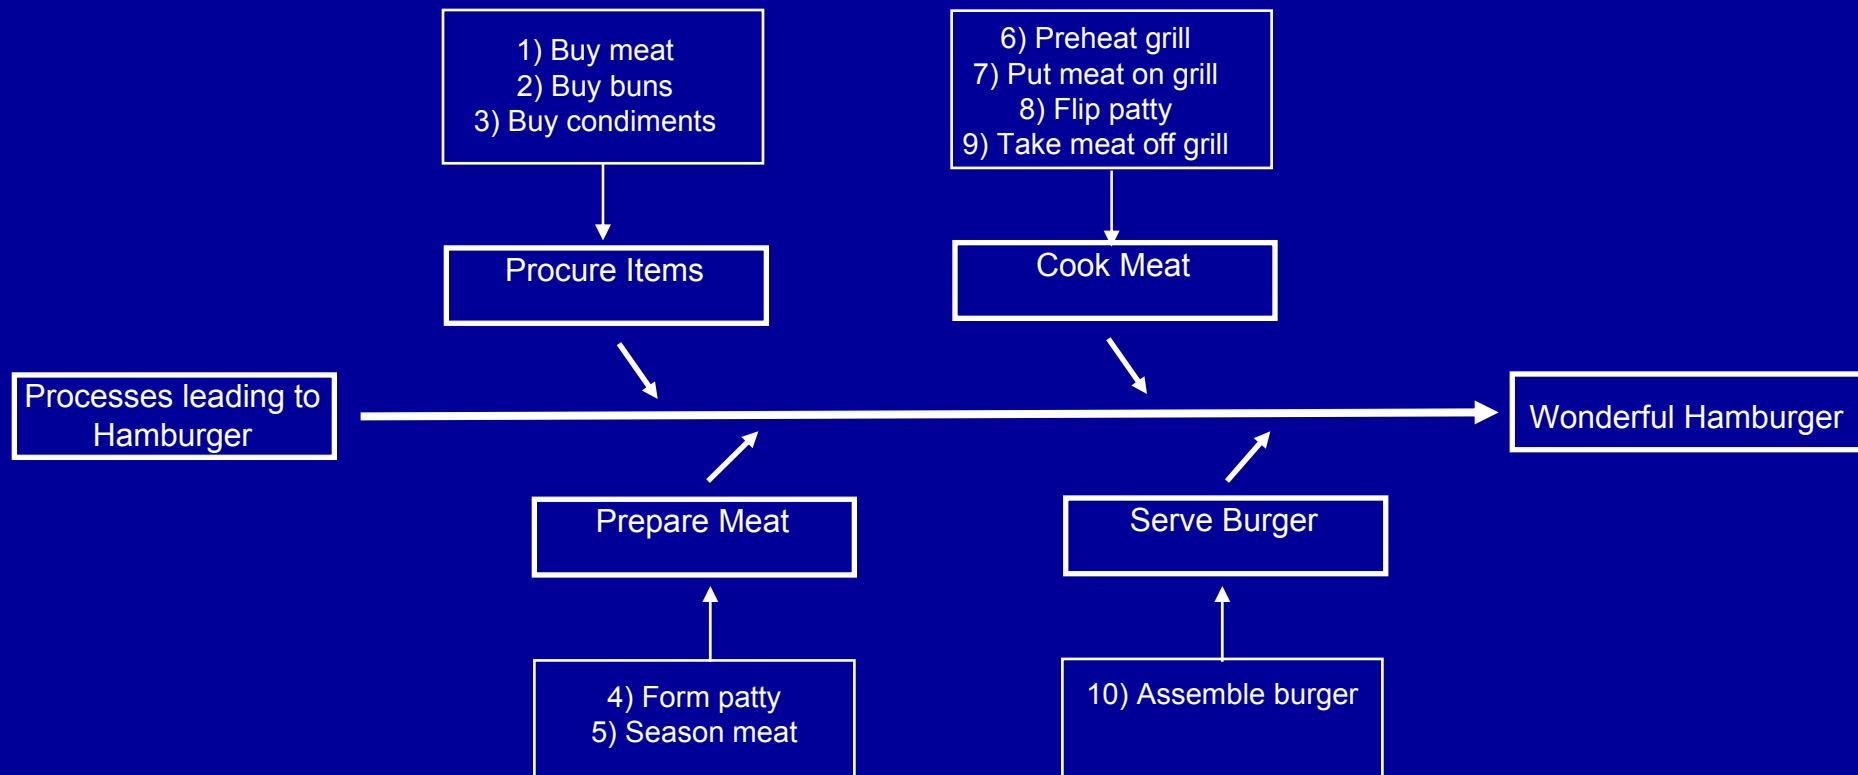 1) Buy meat
2) Buy buns
3) Buy condiments
6) Preheat grill
7) Put meat on grill
8) Flip patty
9) Take meat off grill
Procure Items
Cook Meat
Processes leading to
Hamburger
Wonderful Hamburger
Prepare Meat
Serve Burger
4) Form patty
5) Season meat
10) Assemble burger